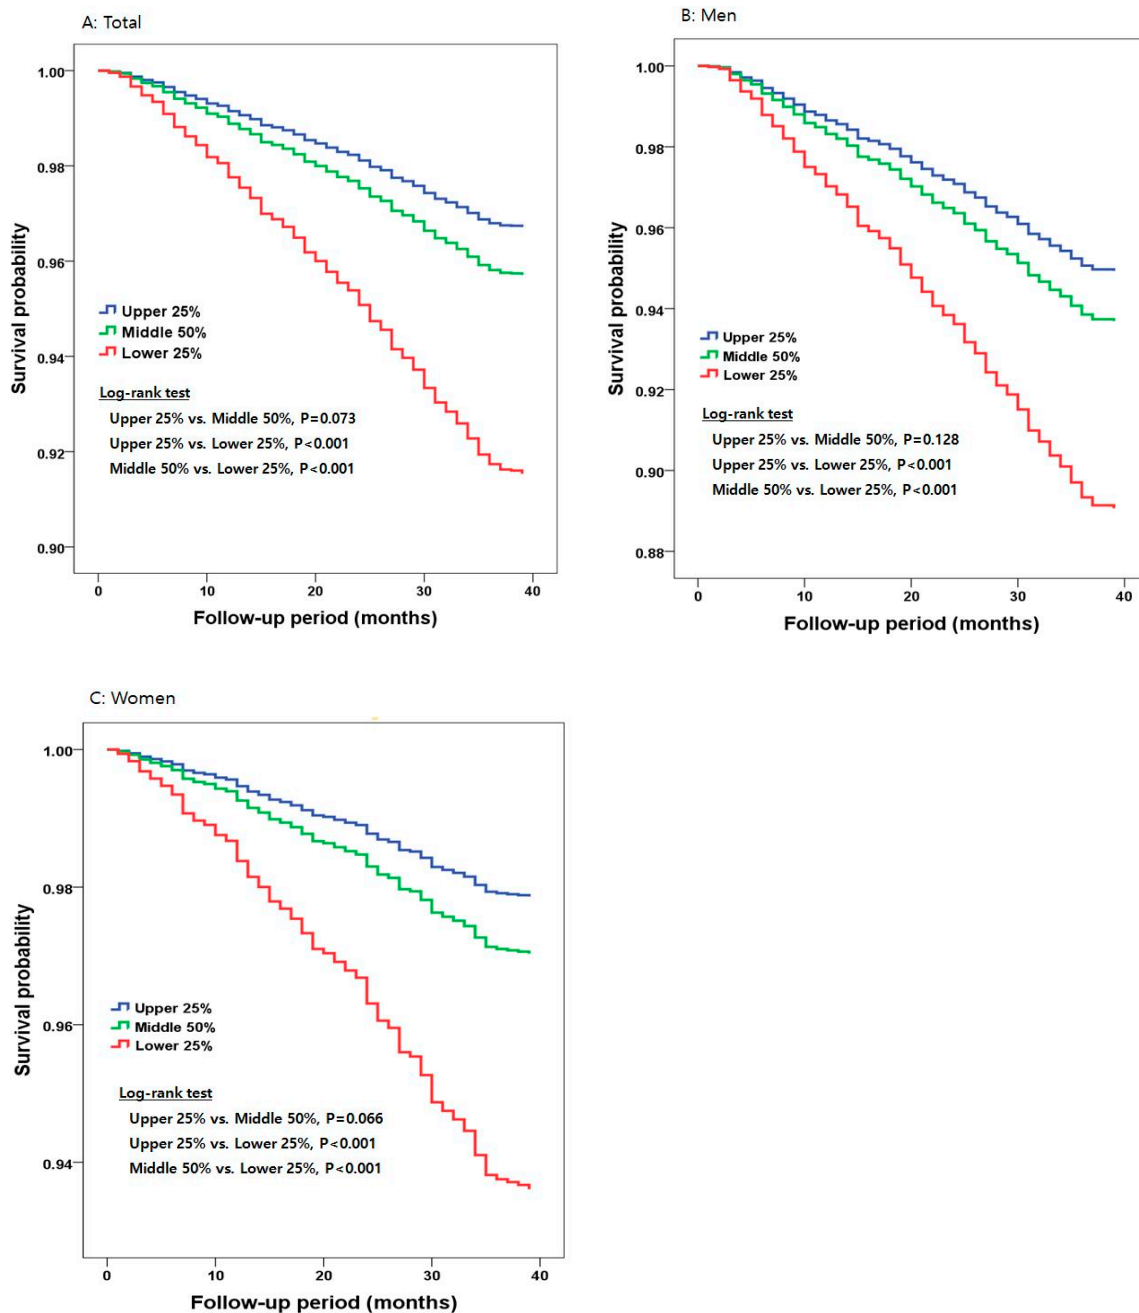 A: Total
1.00
0.98
0.96
0.94
0.92
0.90
Survival probability
Upper 25%
Middle 50%
Lower 25%
Log-rank test
Upper 25% vs. Middle 50%, P=0.073
Upper 25% vs. Lower 25%, P<0.001
Middle 50% vs. Lower 25%, P<0.001
0 10 20 30 40
Follow-up period (months)
B: Men
1.00
0.98
0.96
0.94
0.92
0.90
0.88
Survival probability
Upper 25%
Middle 50%
Lower 25%
Log-rank test
Upper 25% vs. Middle 50%, P=0.128
Upper 25% vs. Lower 25%, P<0.001
Middle 50% vs. Lower 25%, P<0.001
0 10 20 30 40
Follow-up period (months)
C: Women
1.00
0.98
0.96
0.94
Survival probability
Upper 25%
Middle 50%
Lower 25%
Log-rank test
Upper 25% vs. Middle 50%, P=0.066
Upper 25% vs. Lower 25%, P<0.001
Middle 50% vs. Lower 25%, P<0.001
0 10 20 30 40
Follow-up period (months)